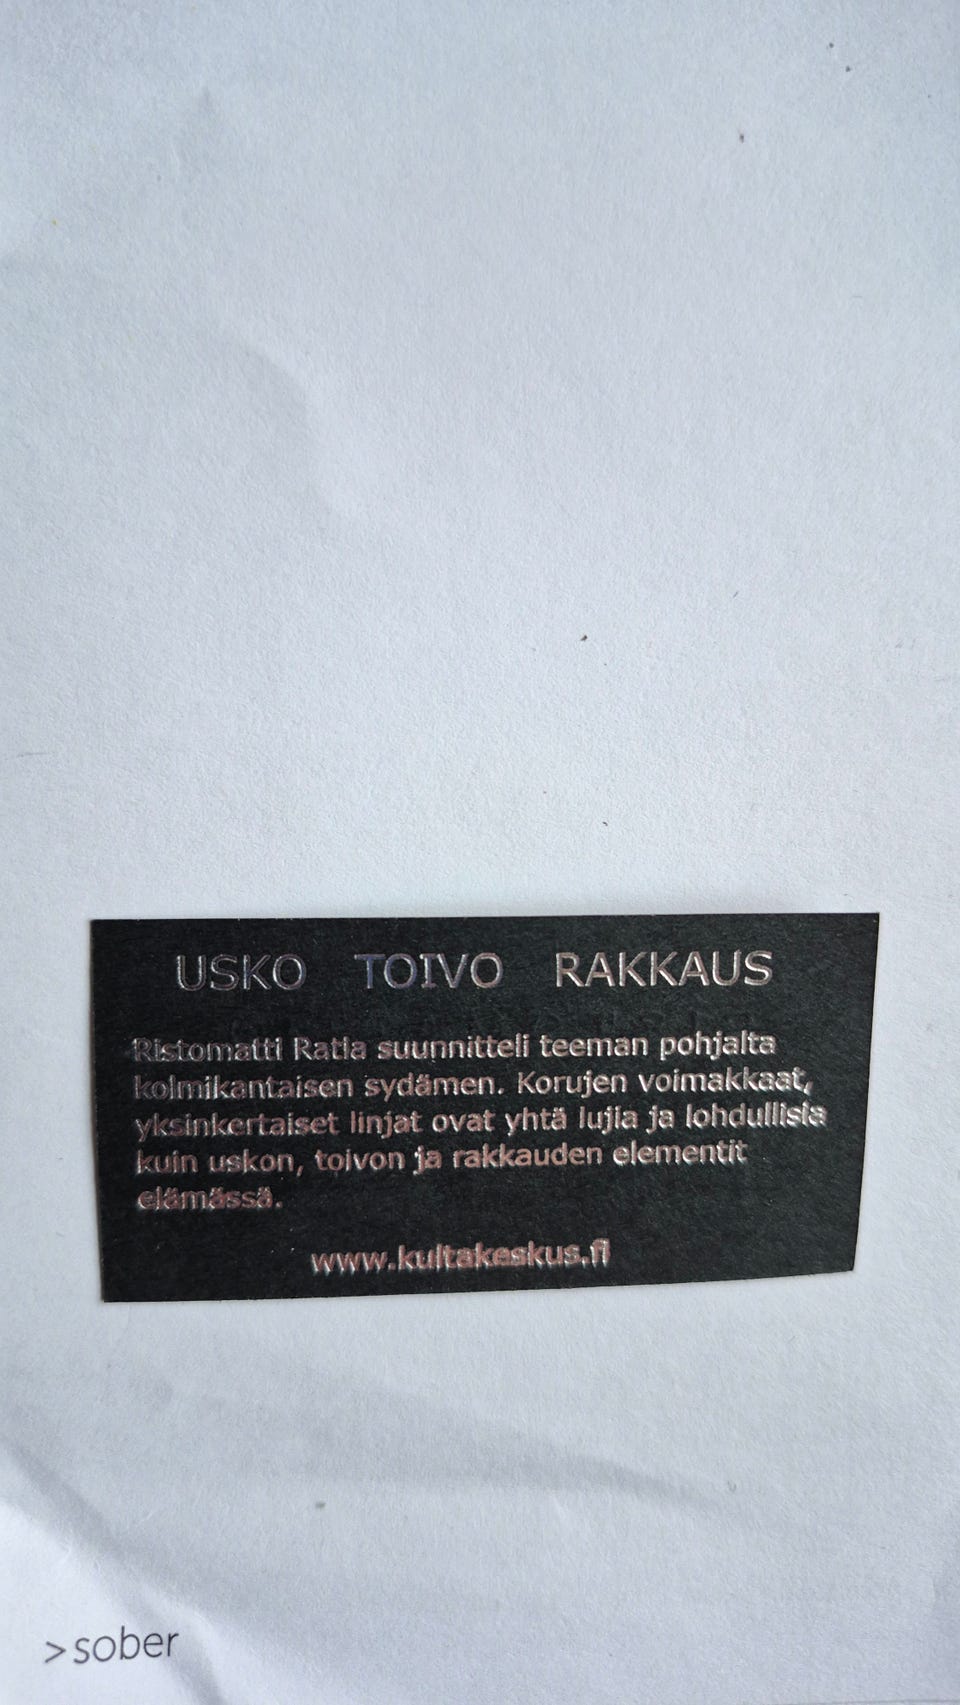 USKO TOIVO RAKKAUS
Ristomatti Ratia suunnitteli teeman pohjalta
kolmikantaisen sydämen. Korujen voimakkaat,
yksinkertaiset linjat ovat yhtä lujia ja lohdullisia
kuin uskon, toivon ja rakkauden elementit
elämässä.
www.kultakeskus.fi
>sober